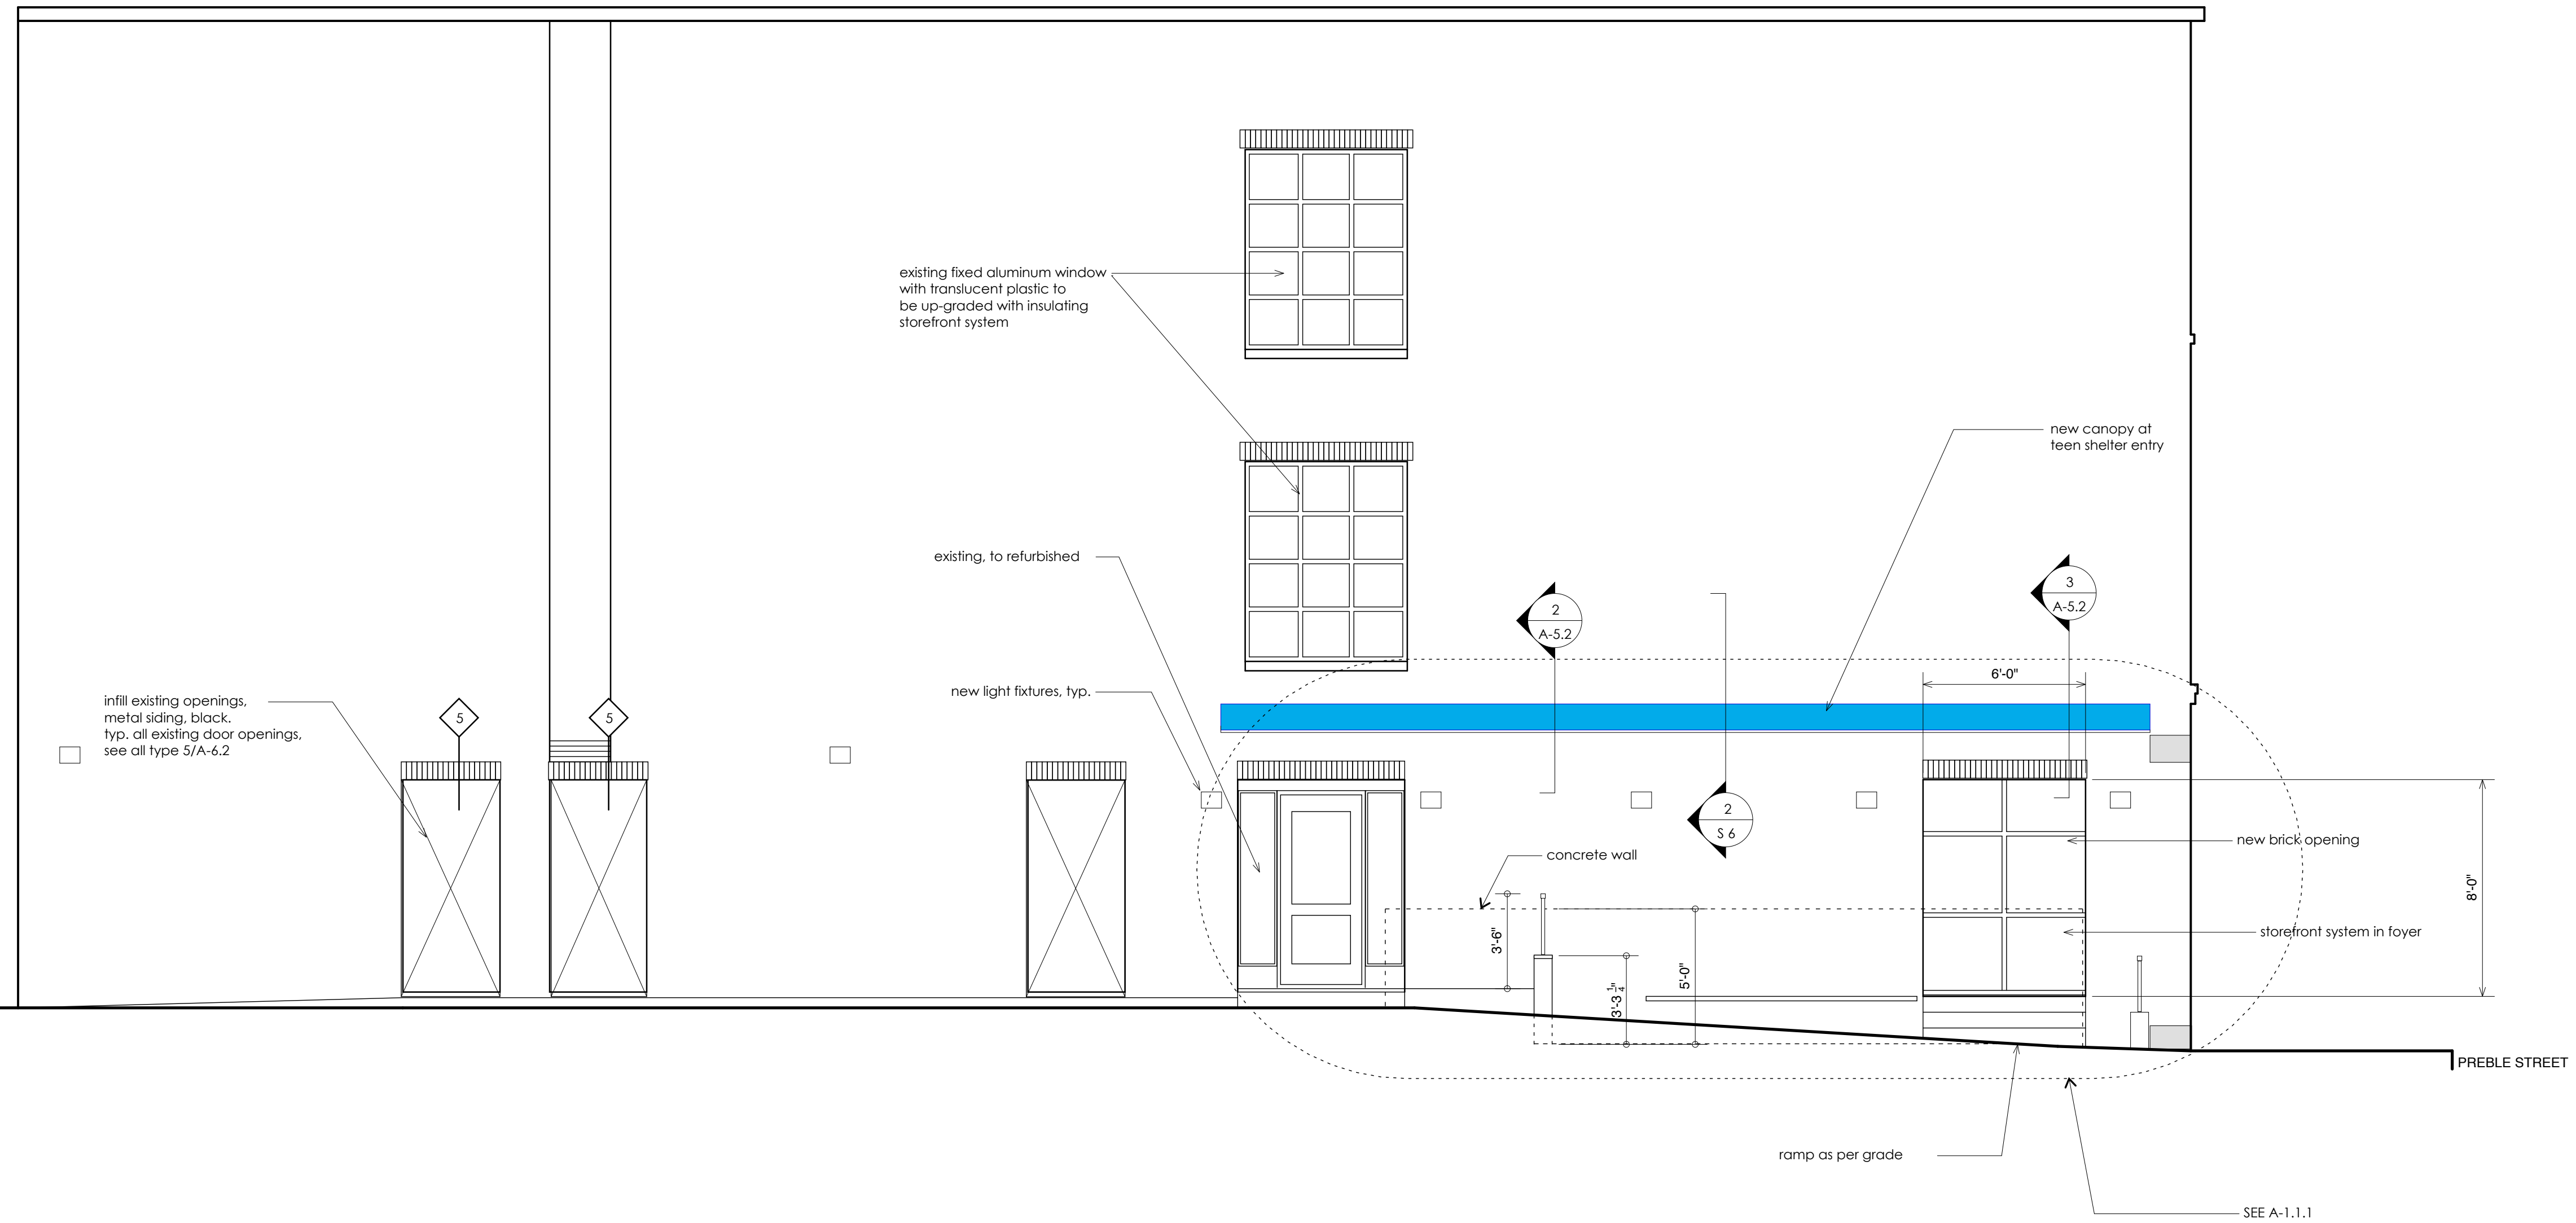 existing fixed aluminum window
with translucent plastic to
be up-graded with insulating
storefront system
new canopy at
teen shelter entry
existing, to refurbished
2
A-5.2
3
A-5.2
6'-0"
new light fixtures, typ.
infill existing openings,
metal siding, black.
typ. all existing door openings,
see all type 5/A-6.2
5
5
2
S 6
new brick opening
concrete wall
8'-0"
3'-6"
storefront system in foyer
5'-0"
3'-3 1/4"
PREBLE STREET
ramp as per grade
SEE A-1.1.1